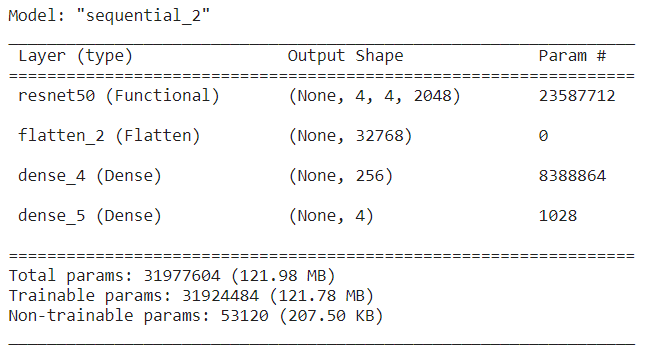 Model: "sequential_2"
Layer (type) Output Shape Param #
resnet50 (Functional) (None, 4, 4, 2048) 23587712
flatten_2 (Flatten) (None, 32768) 0
dense_4 (Dense) (None, 256) 8388864
dense_5 (Dense) (None, 4) 1028
Total params: 31977604 (121.98 MB)
Trainable params: 31924484 (121.78 MB)
Non-trainable params: 53120 (207.50 KB)